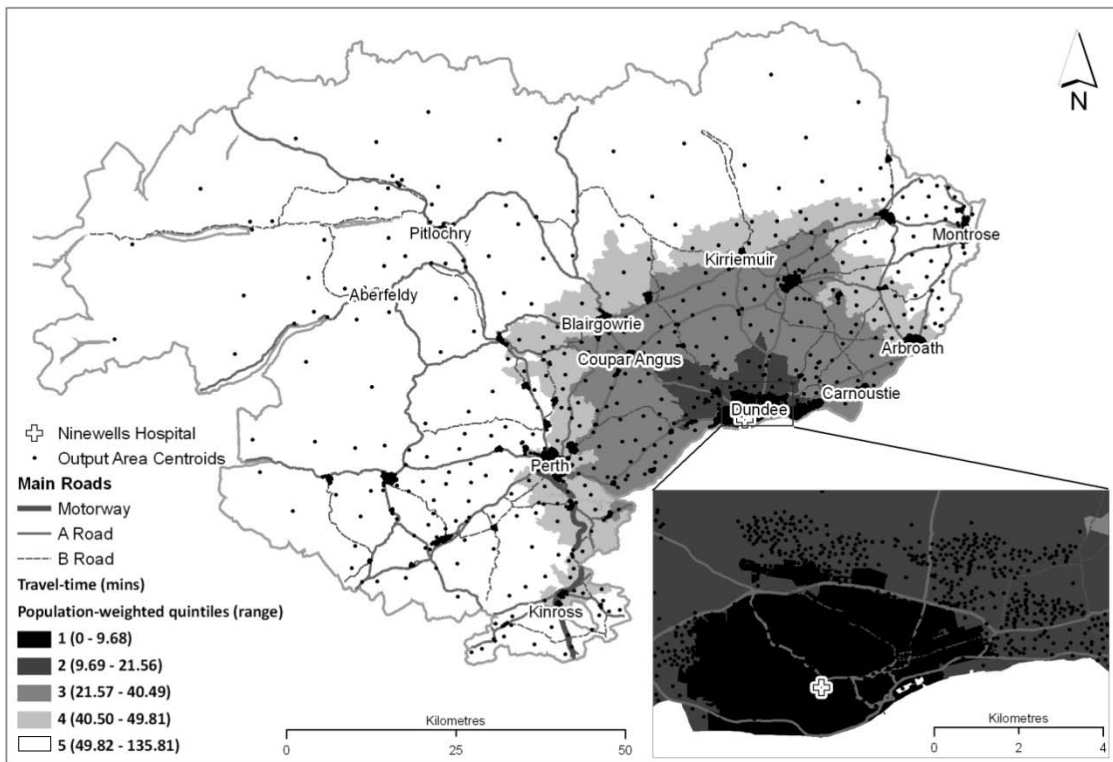 N
Montrose
Pitlochry
Kirriemuir
Aberfeldy
Blairgowrie
Arbroath
Coupar Angus
Carnoustie
Dundee
Ninewells Hospital
Output Area Centroids
Perth
Main Roads
Motorway
A Road
B Road
Travel-time (mins)
Population-weighted quintiles (range)
Kinross
1 (0 - 9.68)
2 (9.69 - 21.56)
3 (21.57 - 40.49)
4 (40.50 - 49.81)
5 (49.82 - 135.81)
Kilometres
0 25 50
Kilometres
0 2 4